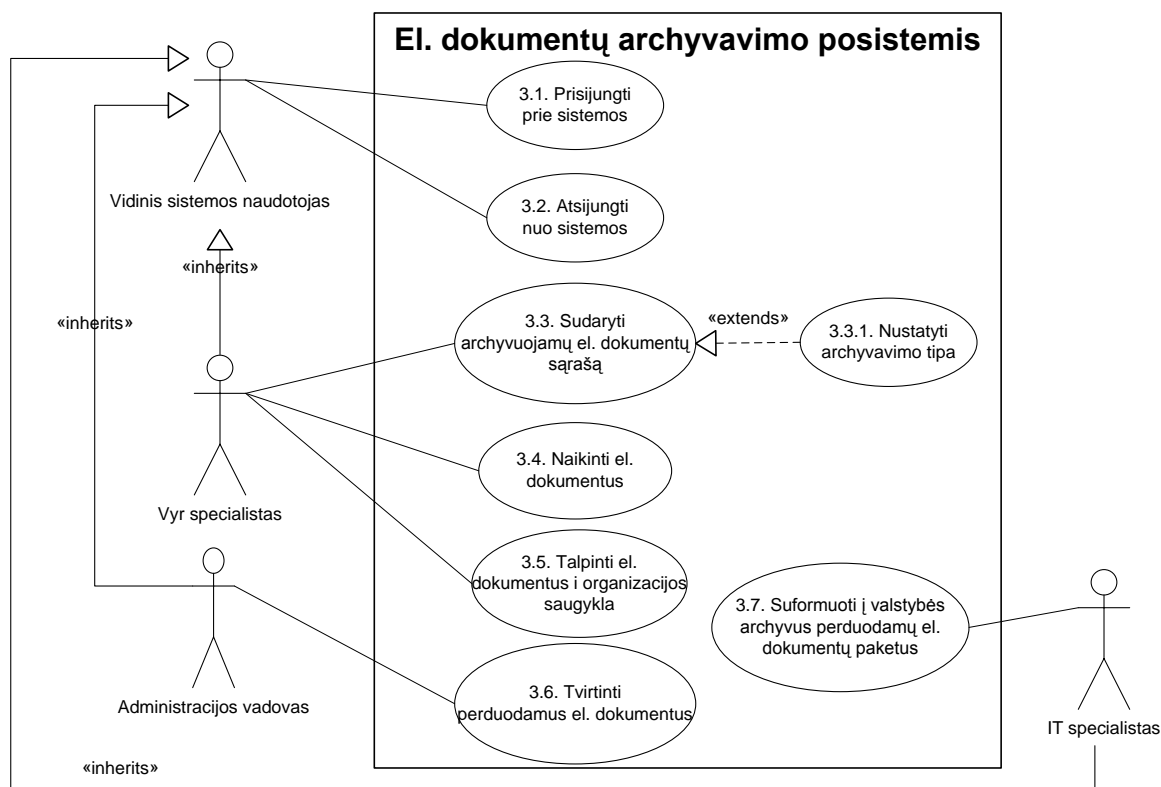 El. dokumentų archyvavimo posistemis
3.1. Prisijungti
prie sistemos
Vidinis sistemos naudotojas
3.2. Atsijungti
nuo sistemos
«inherits»
«inherits»
3.3. Sudaryti
archyvuojamų el. dokumentų
sąrašą
«extends»
3.3.1. Nustatyti
archyvavimo tipa
3.4. Naikinti el.
dokumentus
Vyr specialistas
3.5. Talpinti el.
dokumentus i organizacijos
saugykla
3.7. Suformuoti į valstybės
archyvus perduodamų el.
dokumentų paketus
Administracijos vadovas
3.6. Tvirtinti
perduodamus el. dokumentus
IT specialistas
«inherits»